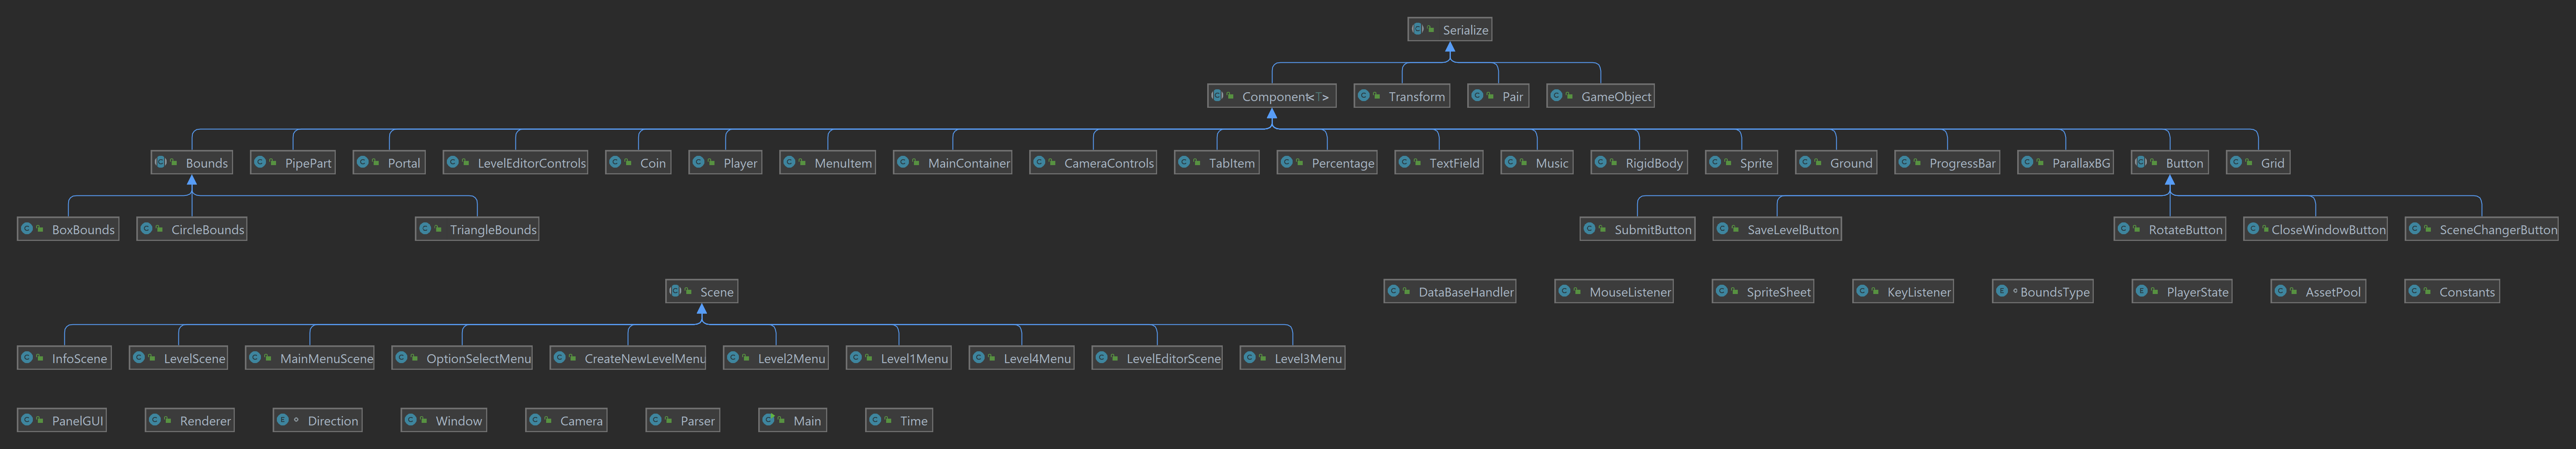 Serialize
Component<T> Transform Pair GameObject
Bounds PipePart Portal LevelEditorControls Coin Player MenuItem MainContainer CameraControls TabItem Percentage TextField Music RigidBody Sprite Ground ProgressBar ParallaxBG Button Grid
BoxBounds CircleBounds TriangleBounds SubmitButton SaveLevelButton RotateButton CloseWindowButton SceneChangerButton
Scene DataBaseHandler MouseListener SpriteSheet KeyListener BoundsType PlayerState AssetPool Constants
InfoScene LevelScene MainMenuScene OptionSelectMenu CreateNewLevelMenu Level2Menu Level1Menu Level4Menu LevelEditorScene Level3Menu
PanelGUI Renderer Direction Window Camera Parser Main Time